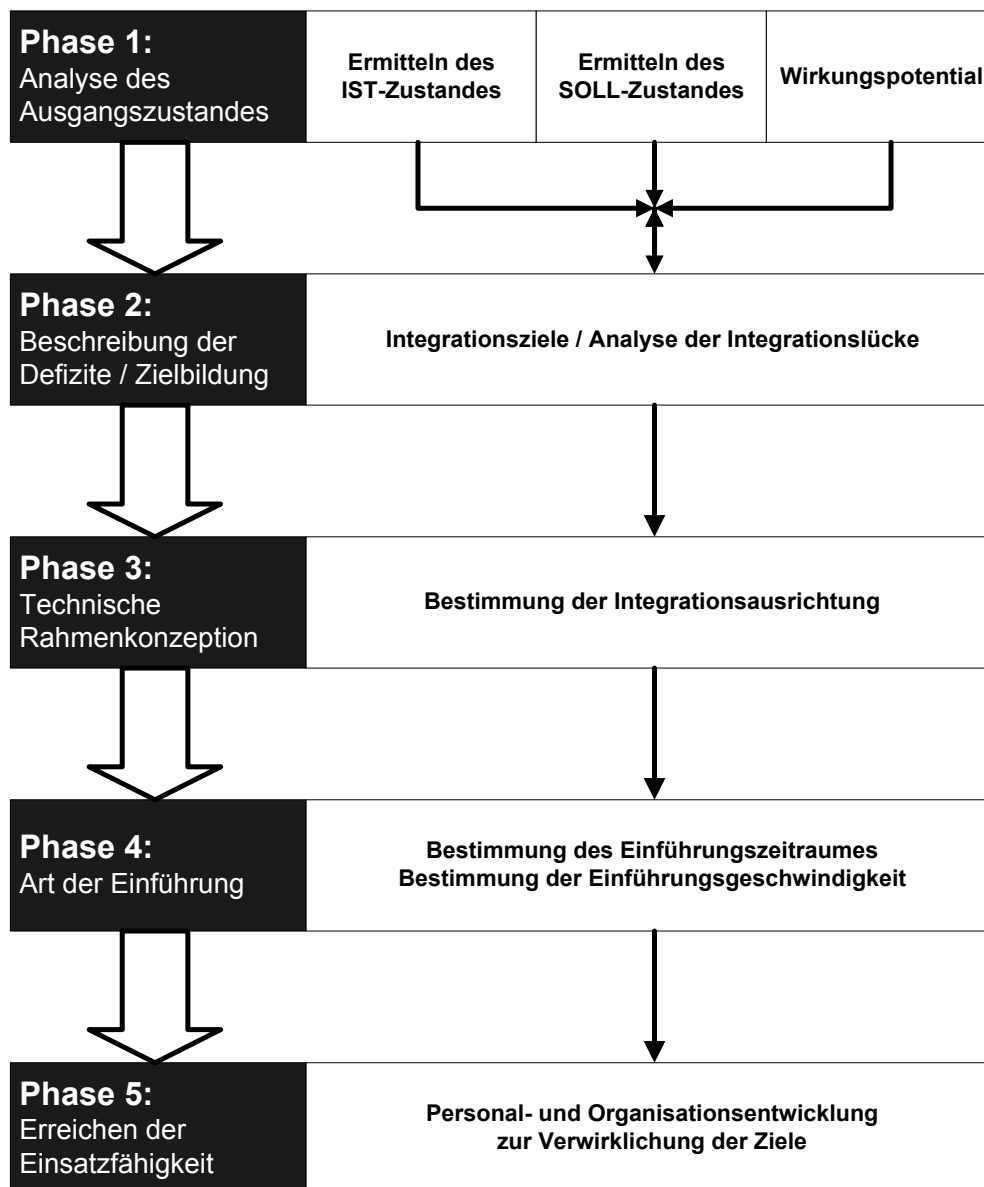 Phase 1:
Analyse des
Ausgangszustandes
Ermitteln des
IST-Zustandes
Ermitteln des
SOLL-Zustandes
Wirkungspotential
Phase 2:
Beschreibung der
Defizite / Zielbildung
Integrationsziele / Analyse der Integrationslücke
Phase 3:
Technische
Rahmenkonzeption
Bestimmung der Integrationsausrichtung
Phase 4:
Art der Einführung
Bestimmung des Einführungszeitraumes
Bestimmung der Einführungsgeschwindigkeit
Phase 5:
Erreichen der
Einsatzfähigkeit
Personal- und Organisationsentwicklung
zur Verwirklichung der Ziele